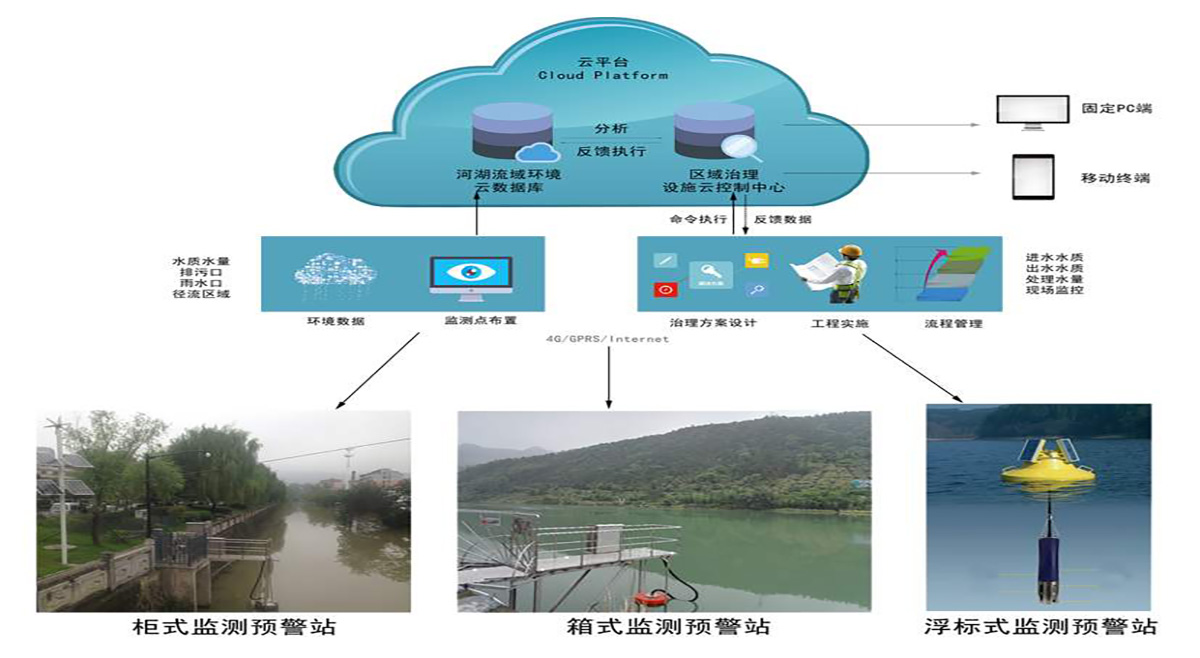 云平台
Cloud Platform
分析
反馈执行
河湖流域环境
云数据库
区域治理
设施云控制中心
固定PC端
移动终端
命令执行
反馈数据
水质水量
排污口
雨水口
径流区域
进水水质
出水水质
处理水量
现场监控
环境数据
监测点布置
治理方案设计
工程实施
流程管理
4G/GPRS/Internet
柜式监测预警站
箱式监测预警站
浮标式监测预警站